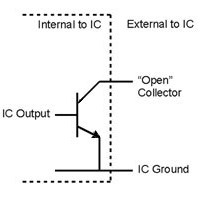 Internal to IC
External to IC
“Open”
Collector
IC Output
IC Ground